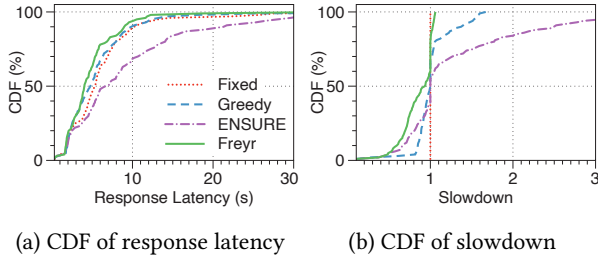 100
50
0
CDF (%)
0
10
20
30
Response Latency (s)
Fixed
Greedy
ENSURE
Freyr
(a) CDF of response latency
100
50
0
CDF (%)
1
2
3
Slowdown
(b) CDF of slowdown